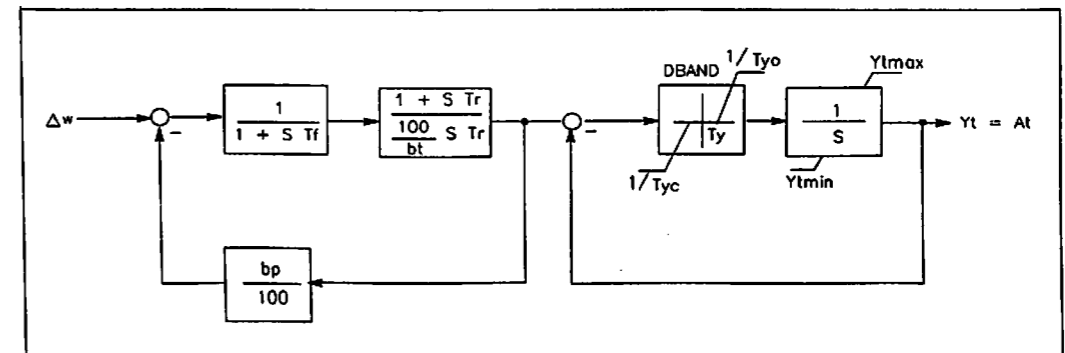 Δw
-
1
1 + S Tf
1 + S Tr
100
bt
S Tr
-
DBAND
1/Tyo
Ty
1/Tyc
Ytmax
1
S
Ytmin
Yt = At
bp
100